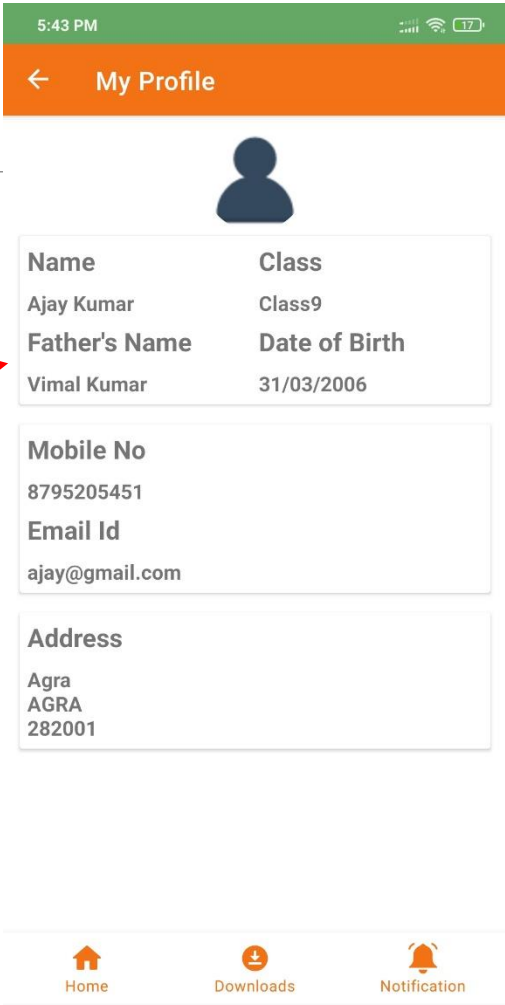 5:43 PM 17
My Profile
Name Class
Ajay Kumar Class9
Father's Name Date of Birth
Vimal Kumar 31/03/2006
Mobile No
8795205451
Email Id
ajay@gmail.com
Address
Agra
AGRA
282001
Home Downloads Notification